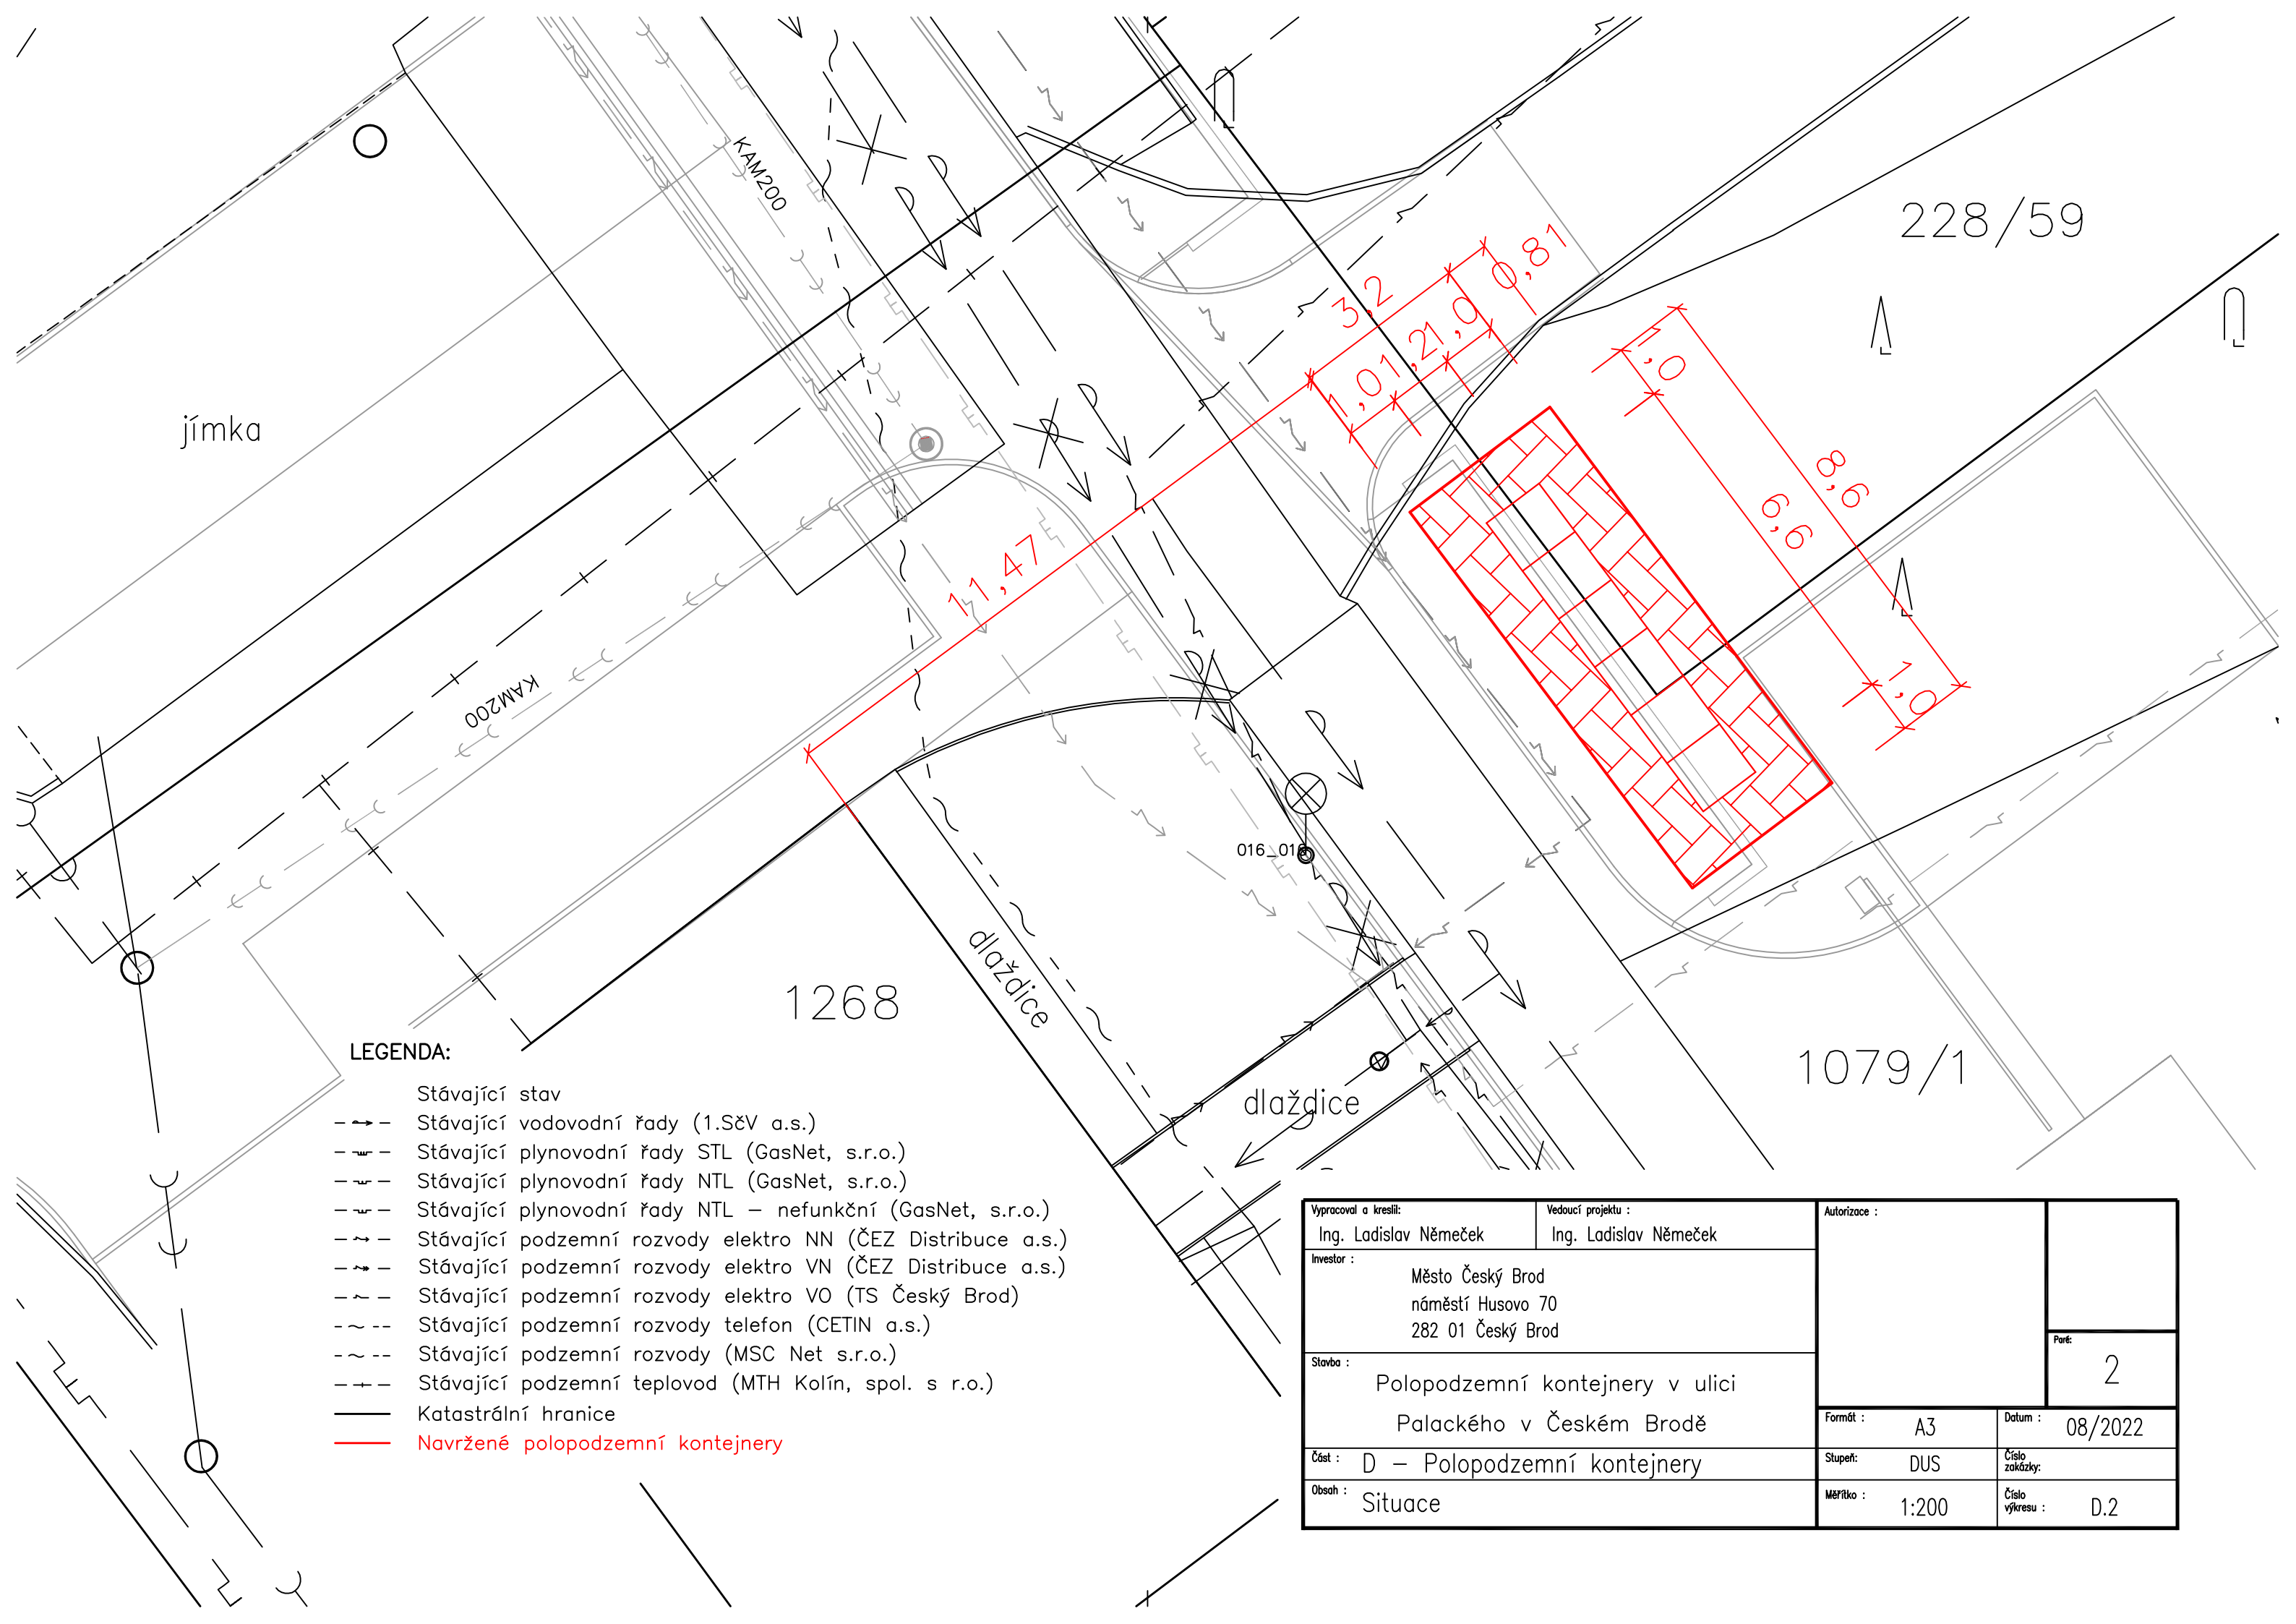 KAM200
228/59
0,81
3,2
1,0
1,2
1,0
1,0
jímka
8,6
6,6
11,47
KAM200
1,0
016_016
dlaždice
1268
1079/1
dlaždice
LEGENDA:
Stávající stav
Stávající vodovodní řady (1.SčV a.s.)
Stávající plynovodní řady STL (GasNet, s.r.o.)
Stávající plynovodní řady NTL (GasNet, s.r.o.)
Stávající plynovodní řady NTL – nefunkční (GasNet, s.r.o.)
Stávající podzemní rozvody elektro NN (ČEZ Distribuce a.s.)
Stávající podzemní rozvody elektro VN (ČEZ Distribuce a.s.)
Stávající podzemní rozvody elektro VO (TS Český Brod)
Stávající podzemní rozvody telefon (CETIN a.s.)
Stávající podzemní rozvody (MSC Net s.r.o.)
Stávající podzemní teplovod (MTH Kolín, spol. s r.o.)
Katastrální hranice
Navržené polopodzemní kontejnery
Vypracoval a kreslil:
Ing. Ladislav Němeček
Vedoucí projektu :
Ing. Ladislav Němeček
Autorizace :
Investor :
Město Český Brod
náměstí Husovo 70
282 01 Český Brod
Paré:
2
Stavba :
Polopodzemní kontejnery v ulici
Palackého v Českém Brodě
Formát :
A3
Datum :
08/2022
Část :
D – Polopodzemní kontejnery
Stupeň:
DUS
Číslo
zakázky:
Obsah :
Situace
Měřítko :
1:200
Číslo
výkresu :
D.2